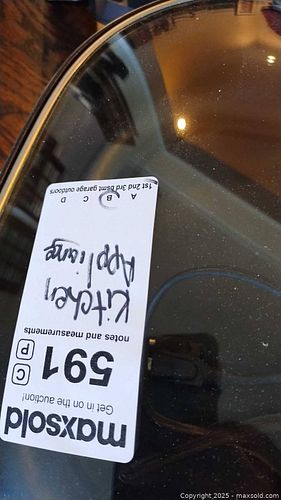 maxsold
Get in on the auction!
591 C P
notes and measurements
Kitchen
Appliance
A B C D
1st 2nd 3rd bsmt garage outdoors
Copyright 2025 - maxsold.com